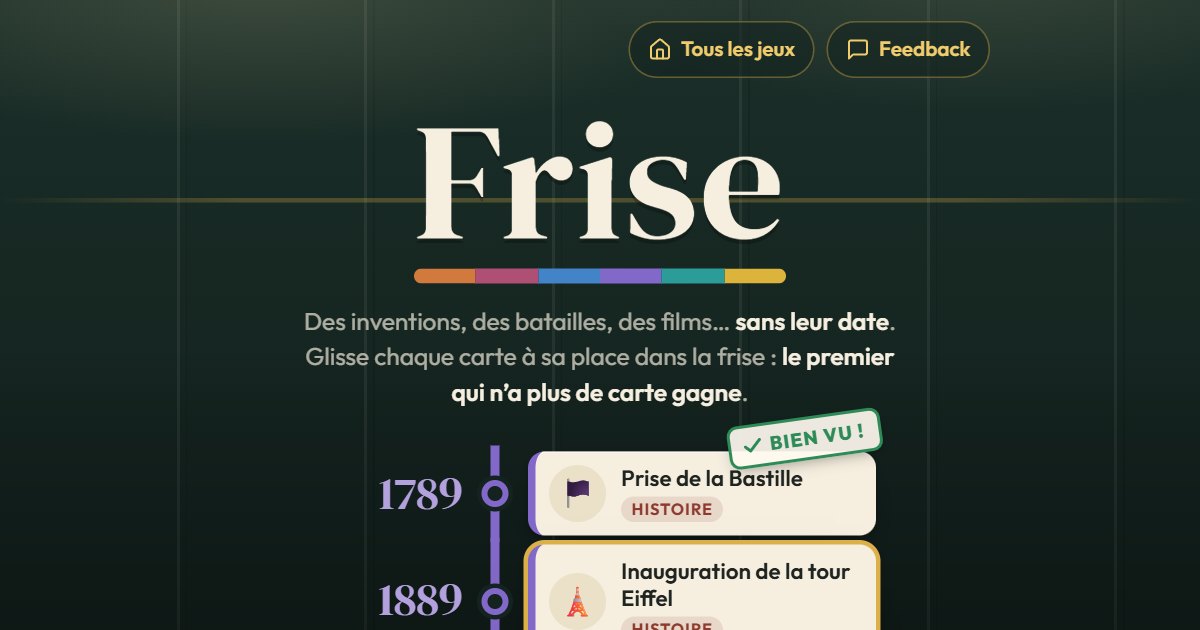 Tous les jeux
Feedback
Frise
Des inventions, des batailles, des films… sans leur date.
Glisse chaque carte à sa place dans la frise : le premier
qui n’a plus de carte gagne.
BIEN VU !
1789
Prise de la Bastille
HISTOIRE
1889
Inauguration de la tour
Eiffel
HISTOIRE